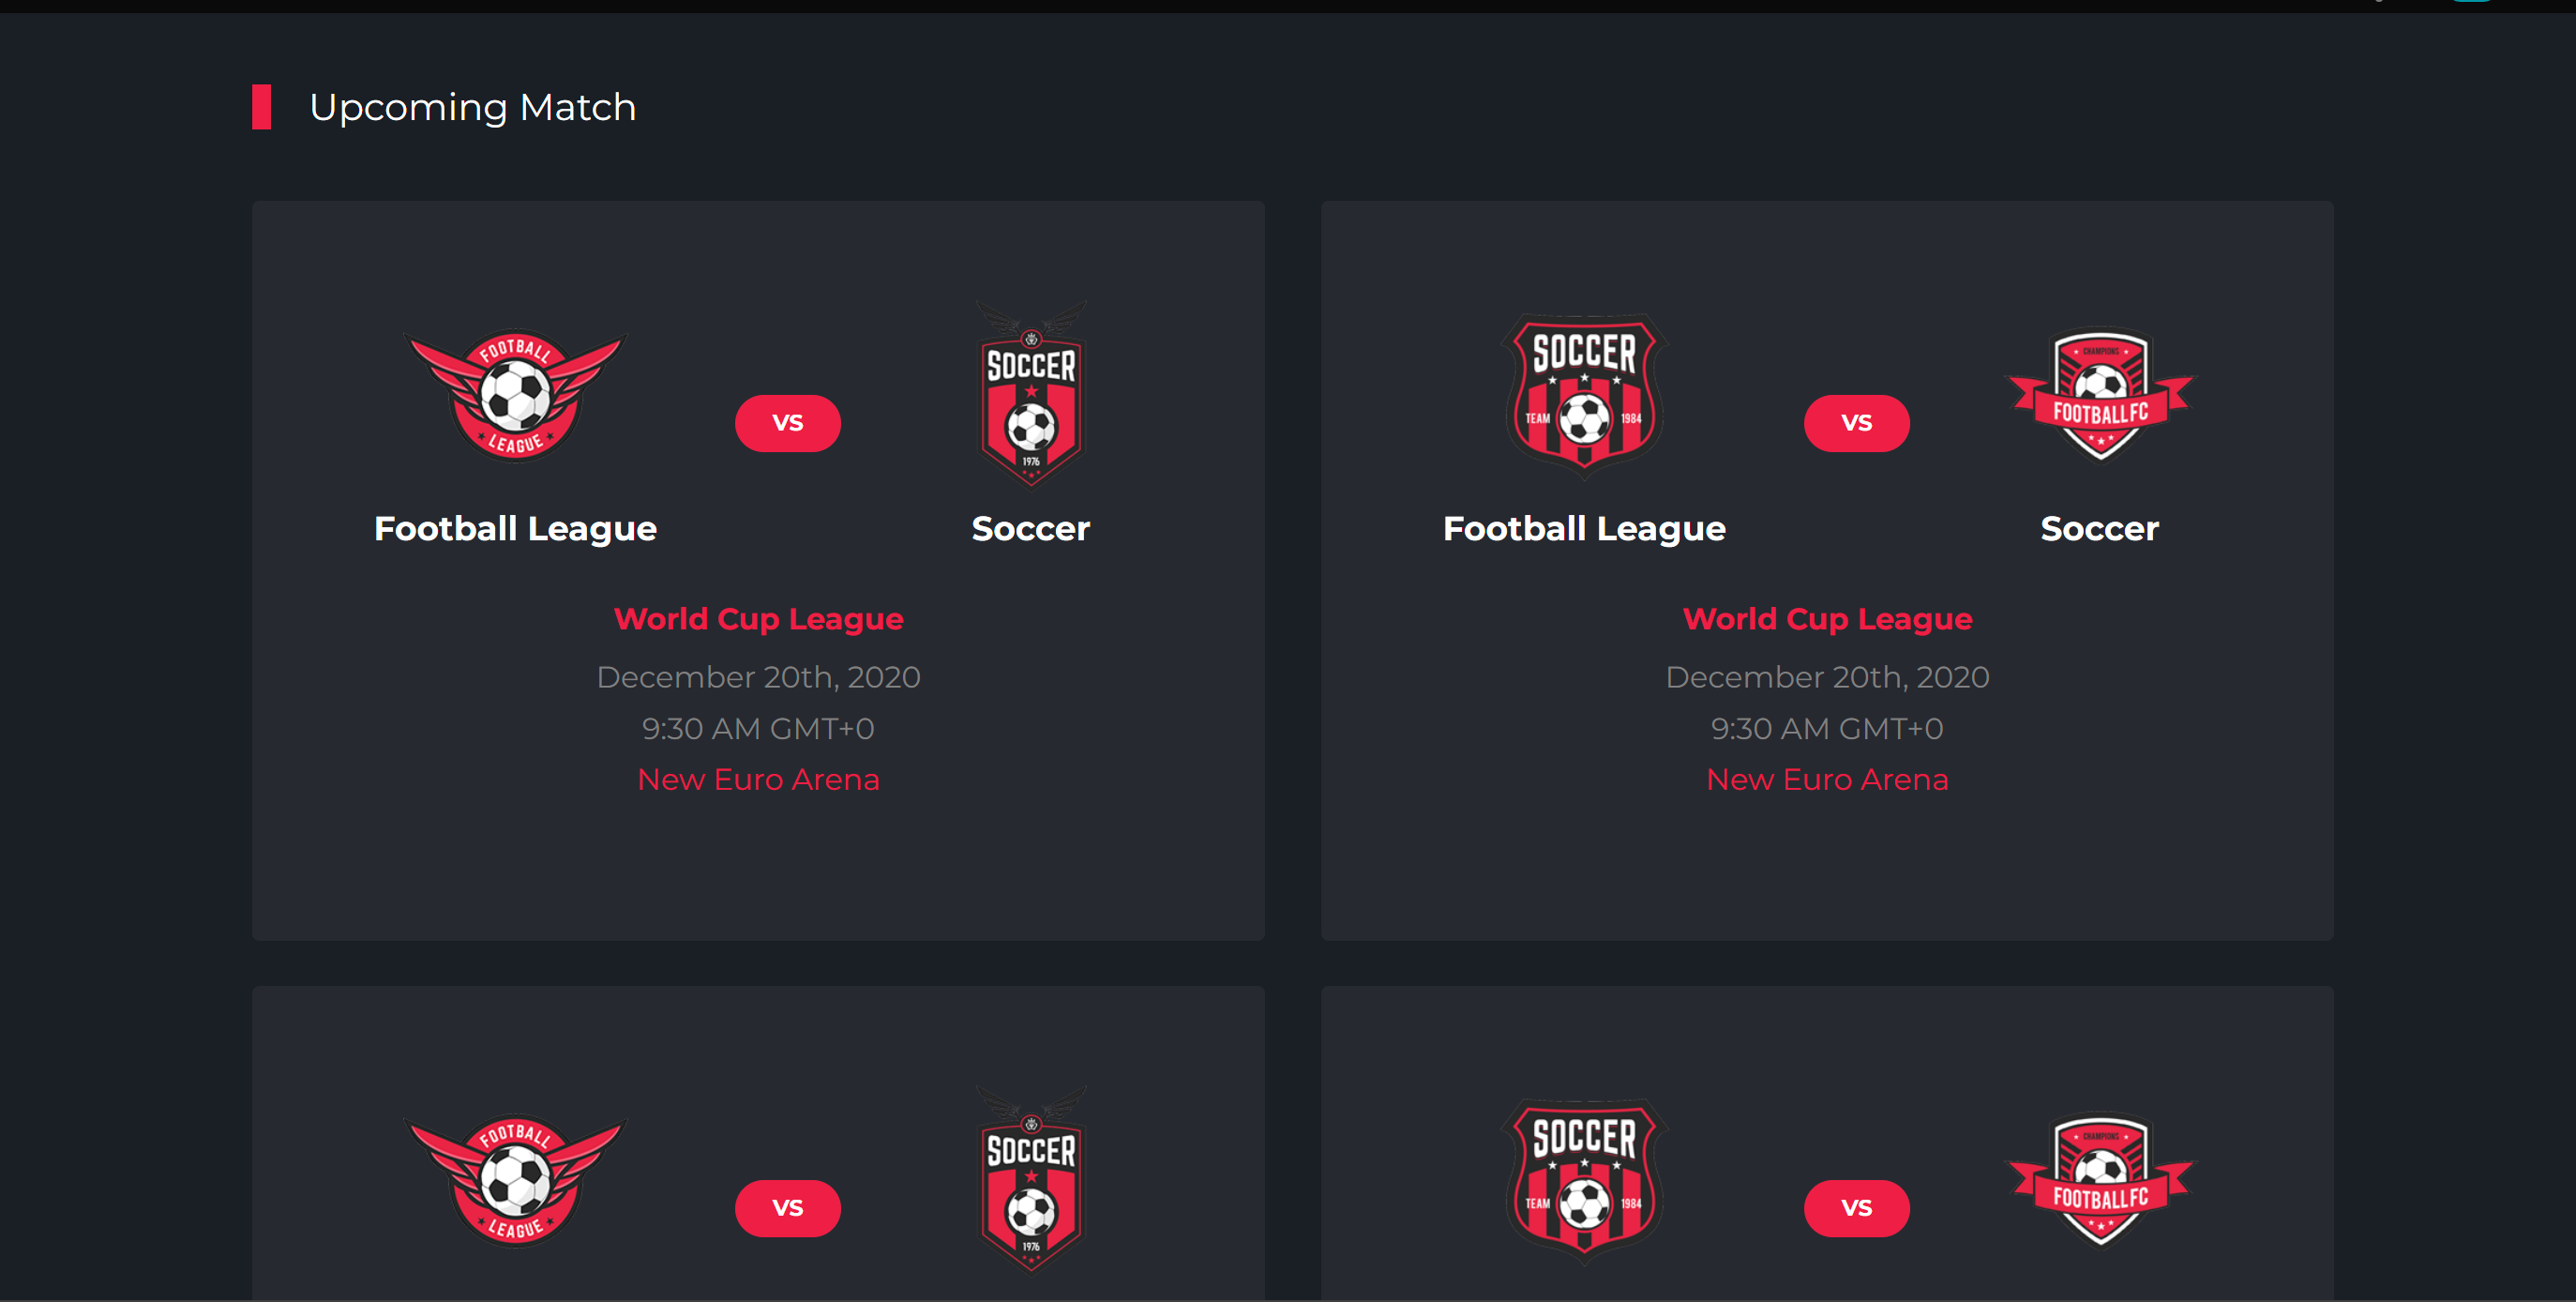 Upcoming Match
FOOTBALL
LEAGUE
VS
SOCCER
1976
Football League
Soccer
World Cup League
December 20th, 2020
9:30 AM GMT+0
New Euro Arena
SOCCER
TEAM 1984
VS
CHAMPIONS
FOOTBALL FC
Football League
Soccer
World Cup League
December 20th, 2020
9:30 AM GMT+0
New Euro Arena
FOOTBALL
LEAGUE
VS
SOCCER
1976
SOCCER
TEAM 1984
VS
CHAMPIONS
FOOTBALL FC